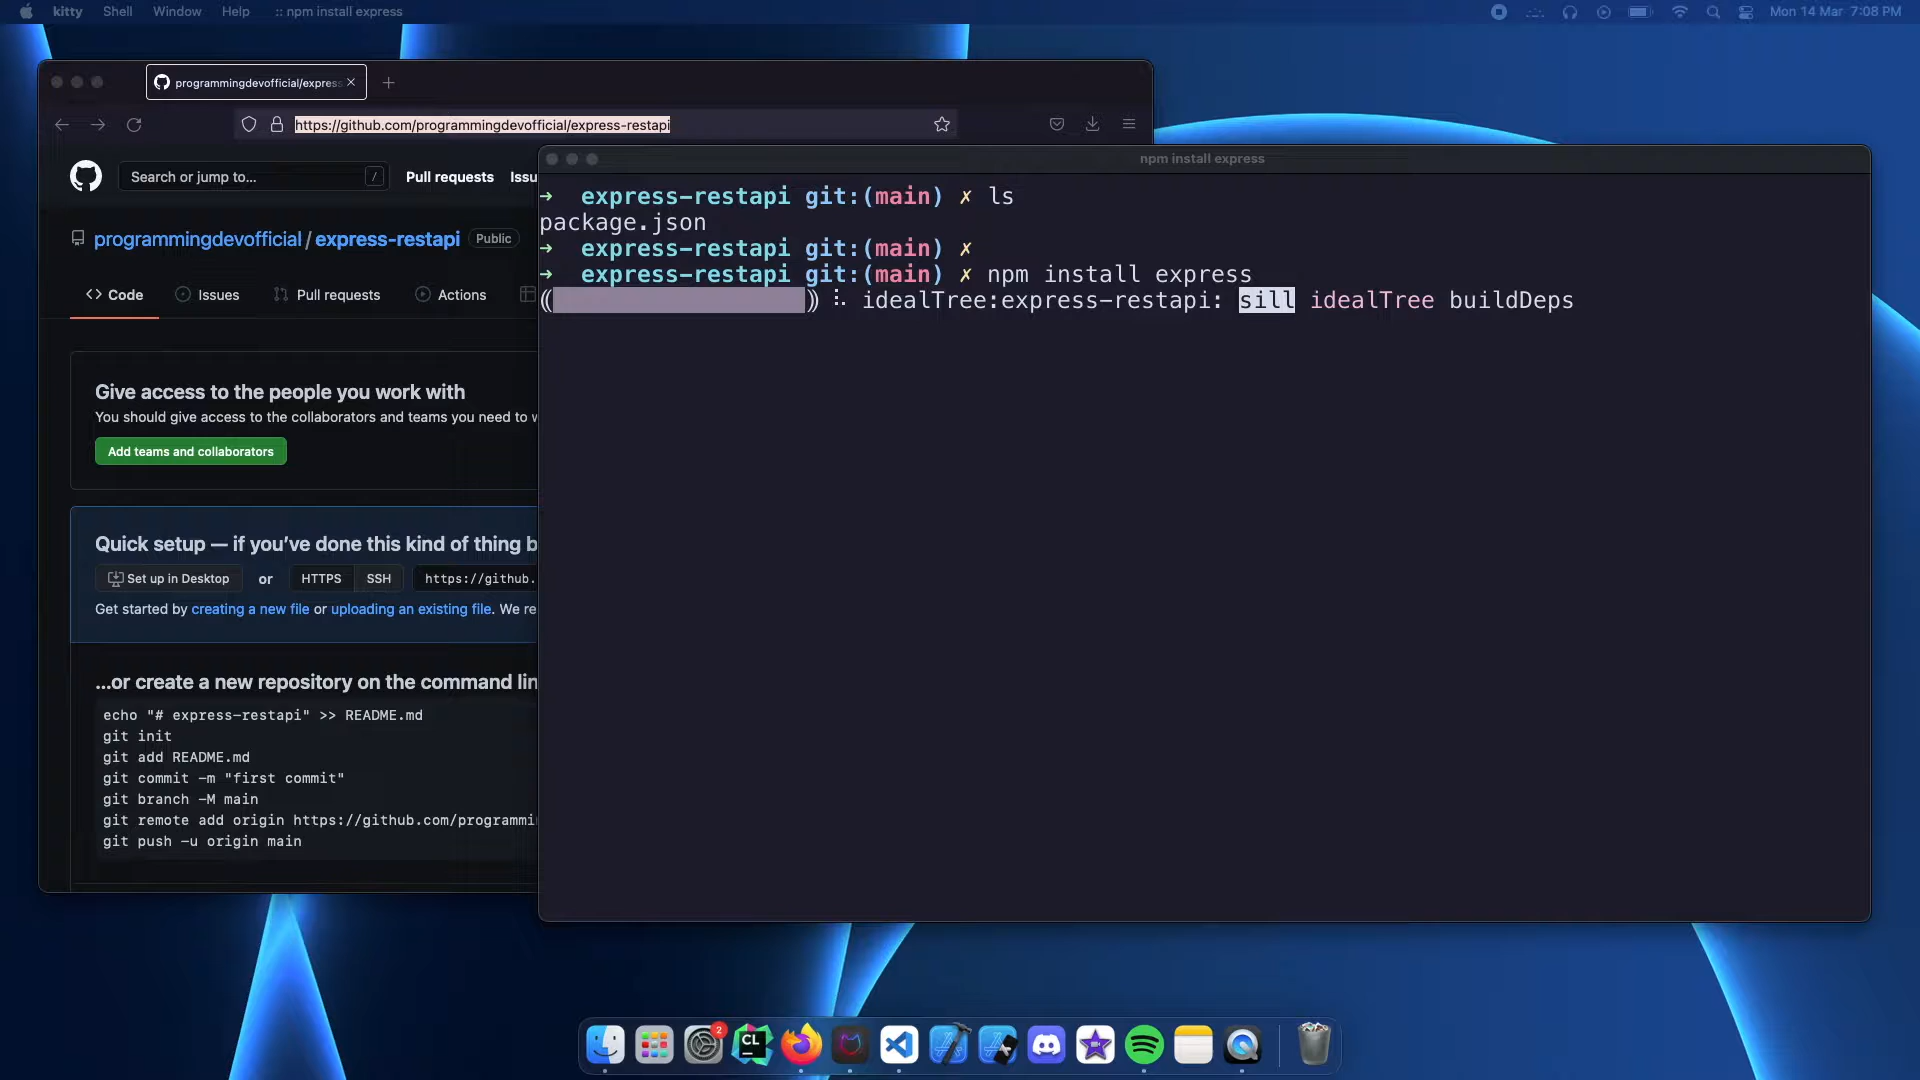 kitty Shell Window Help :: npm install express Mon 14 Mar 7:08 PM
programmingdevofficial/express
https://github.com/programmingdevofficial/express-restapi
Search or jump to... / Pull requests Issu
programmingdevofficial / express-restapi Public
<> Code Issues Pull requests Actions
Give access to the people you work with
You should give access to the collaborators and teams you need to w
Add teams and collaborators
Quick setup — if you’ve done this kind of thing b
Set up in Desktop or HTTPS SSH https://github.
Get started by creating a new file or uploading an existing file. We re
...or create a new repository on the command lin
echo "# express-restapi" >> README.md
git init
git add README.md
git commit -m "first commit"
git branch -M main
git remote add origin https://github.com/programmi
git push -u origin main
npm install express
➜ express-restapi git:(main) ✗ ls
package.json
➜ express-restapi git:(main) ✗
➜ express-restapi git:(main) ✗ npm install express
⠧ idealTree:express-restapi: sill idealTree buildDeps
2
CL